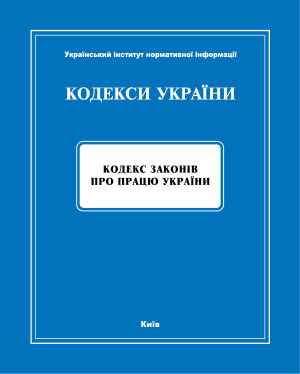 Український інститут нормативної інформації
КОДЕКСИ УКРАЇНИ
КОДЕКС ЗАКОНІВ
ПРО ПРАЦЮ УКРАЇНИ
Київ